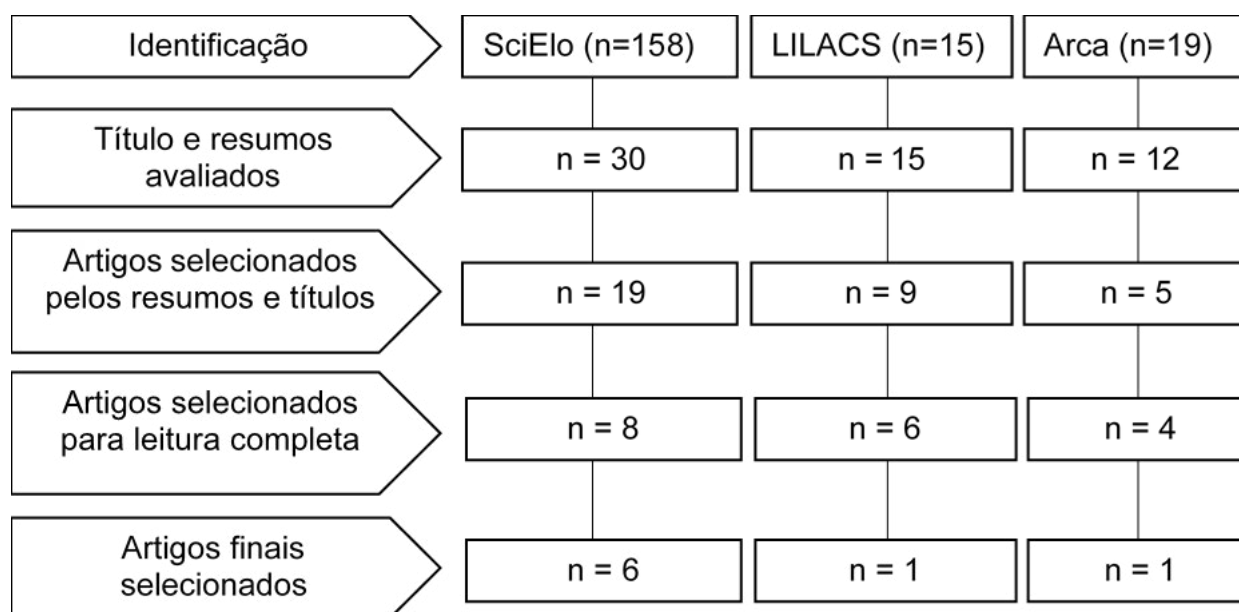 Identificação
SciElo (n=158)
LILACS (n=15)
Arca (n=19)
Título e resumos
avaliados
n = 30
n = 15
n = 12
Artigos selecionados
pelos resumos e títulos
n = 19
n = 9
n = 5
Artigos selecionados
para leitura completa
n = 8
n = 6
n = 4
Artigos finais
selecionados
n = 6
n = 1
n = 1